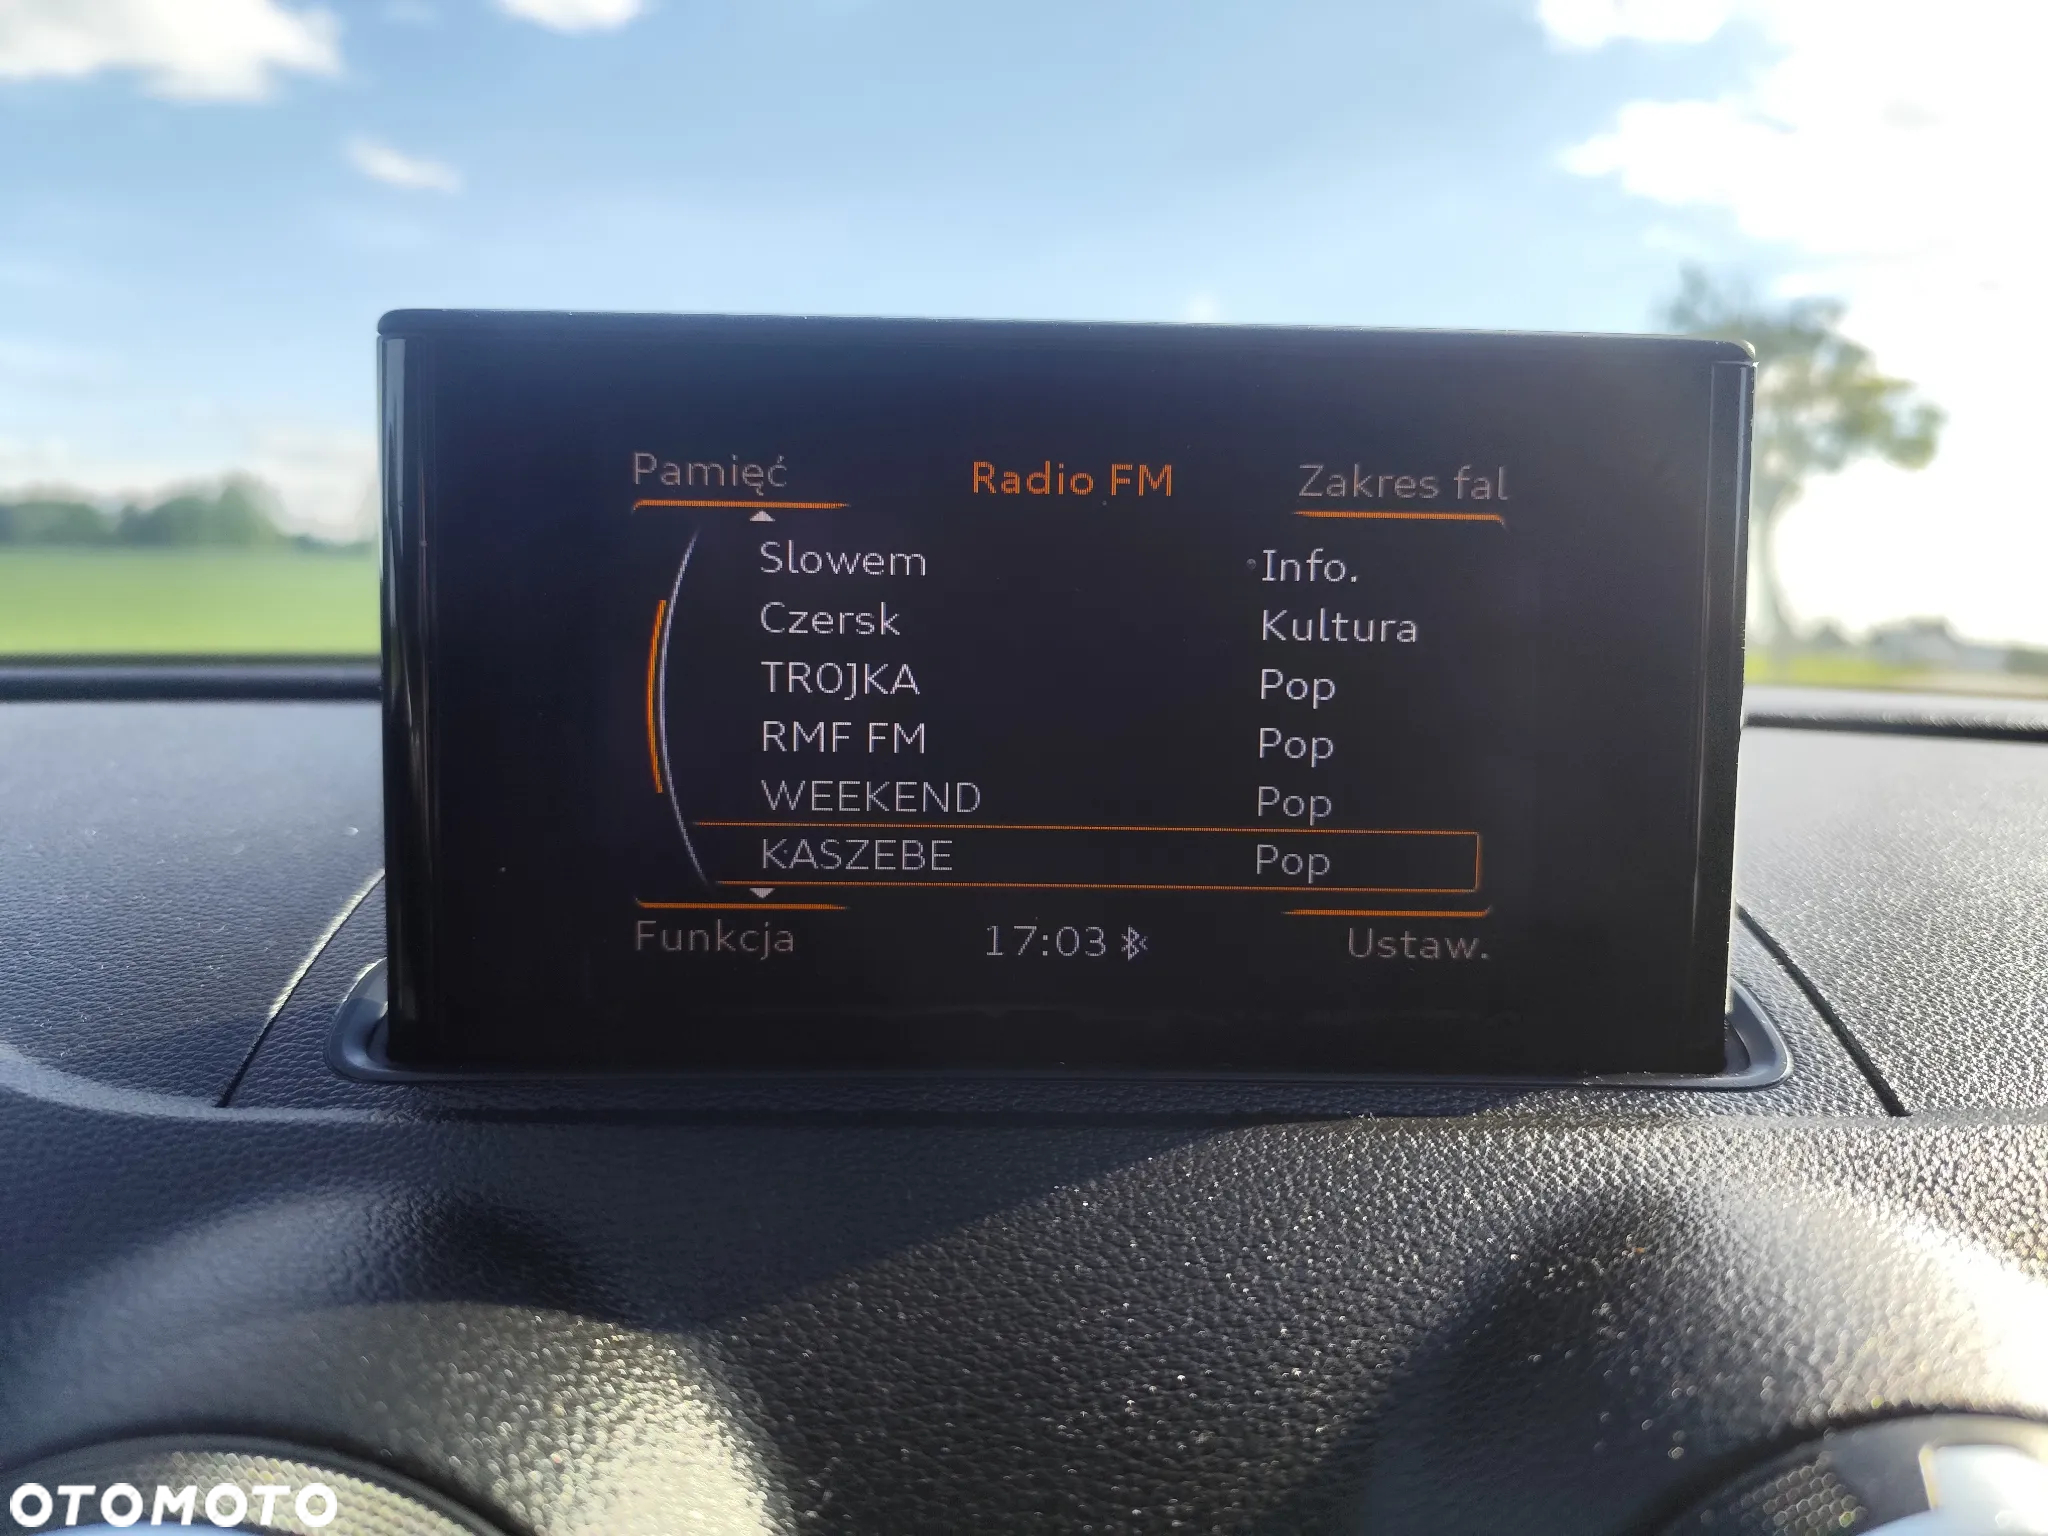 Pamięć Radio FM Zakres fal
Slowem Info.
Czersk Kultura
TROJKA Pop
RMF FM Pop
WEEKEND Pop
KASZEBE Pop
Funkcja 17:03 Ustaw.
OTOMOTO